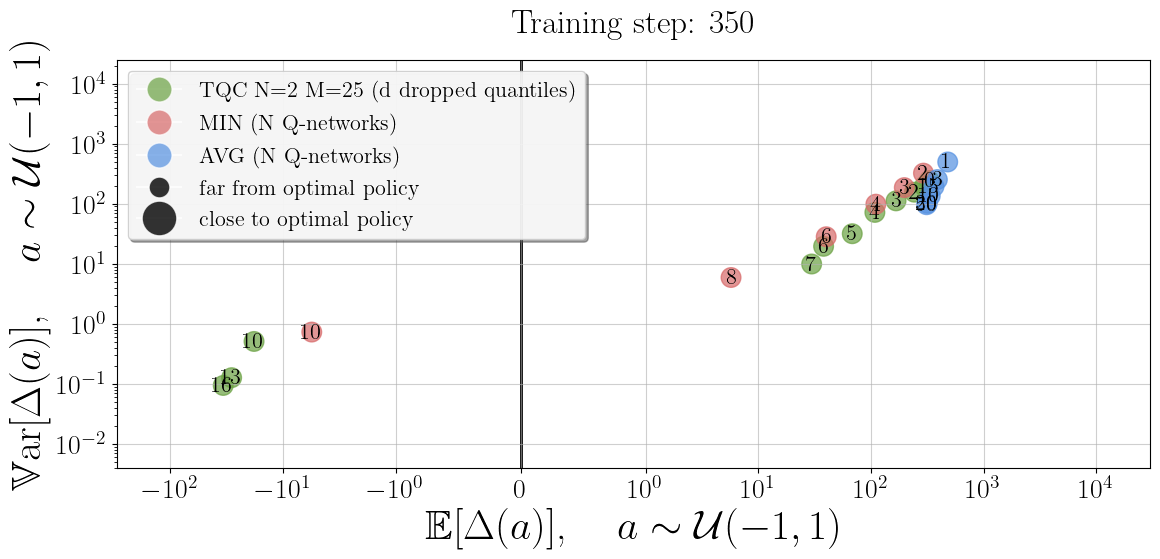 Training step: 350
𝕍ar[Δ(a)],   a ∼ 𝒰(−1, 1)
10⁴
10³
10²
10¹
10⁰
10⁻¹
10⁻²
TQC N=2 M=25 (d dropped quantiles)
MIN (N Q-networks)
AVG (N Q-networks)
far from optimal policy
close to optimal policy
1
2
3
0
3
2
3
4
4
5
6
6
7
8
10
10
13
16
−10² −10¹ −10⁰ 0 10⁰ 10¹ 10² 10³ 10⁴
𝔼[Δ(a)],   a ∼ 𝒰(−1, 1)